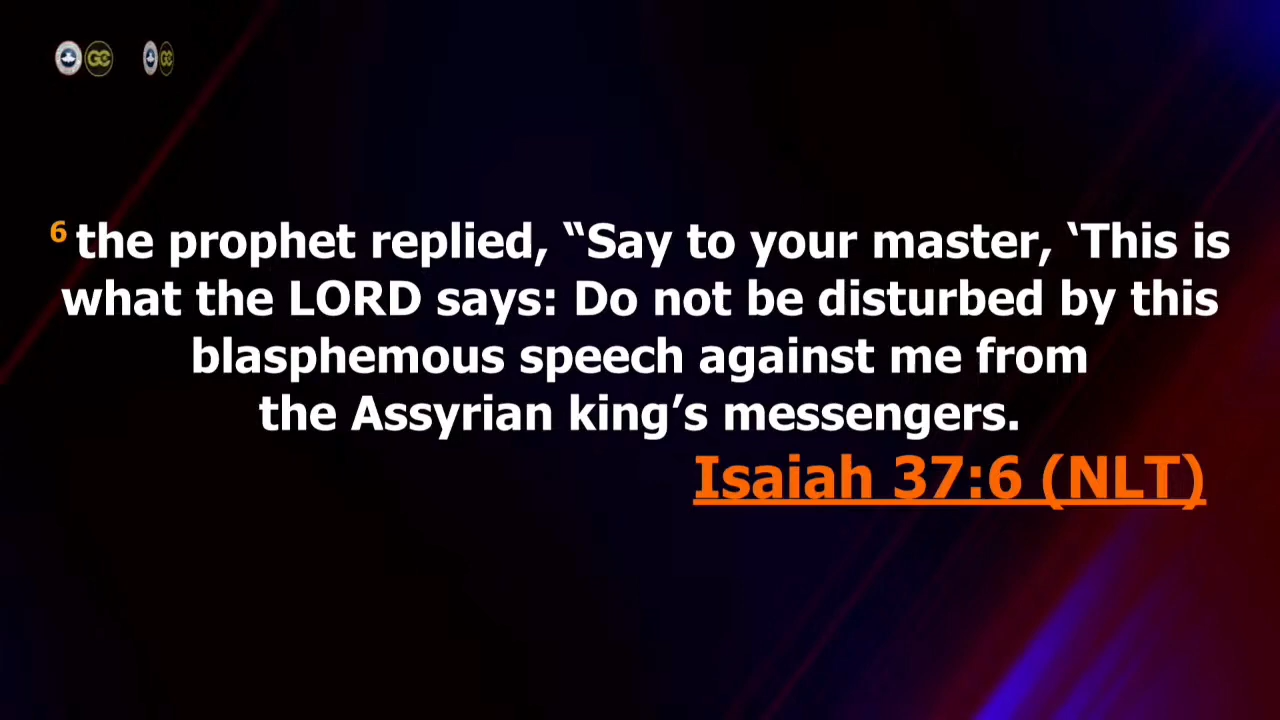 6 the prophet replied, “Say to your master, ‘This is
what the LORD says: Do not be disturbed by this
blasphemous speech against me from
the Assyrian king’s messengers.
Isaiah 37:6 (NLT)